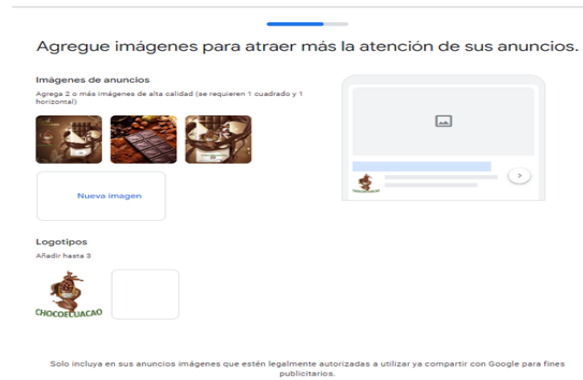 Agregue imágenes para atraer más la atención de sus anuncios.
Imágenes de anuncios
Agrega 2 o más imágenes de alta calidad (se requieren 1 cuadrado y 1
horizontal)
Nueva imagen
Logotipos
Añadir hasta 3
CHOCOECUACAO
Solo incluya en sus anuncios imágenes que estén legalmente autorizadas a utilizar ya compartir con Google para fines
publicitarios.